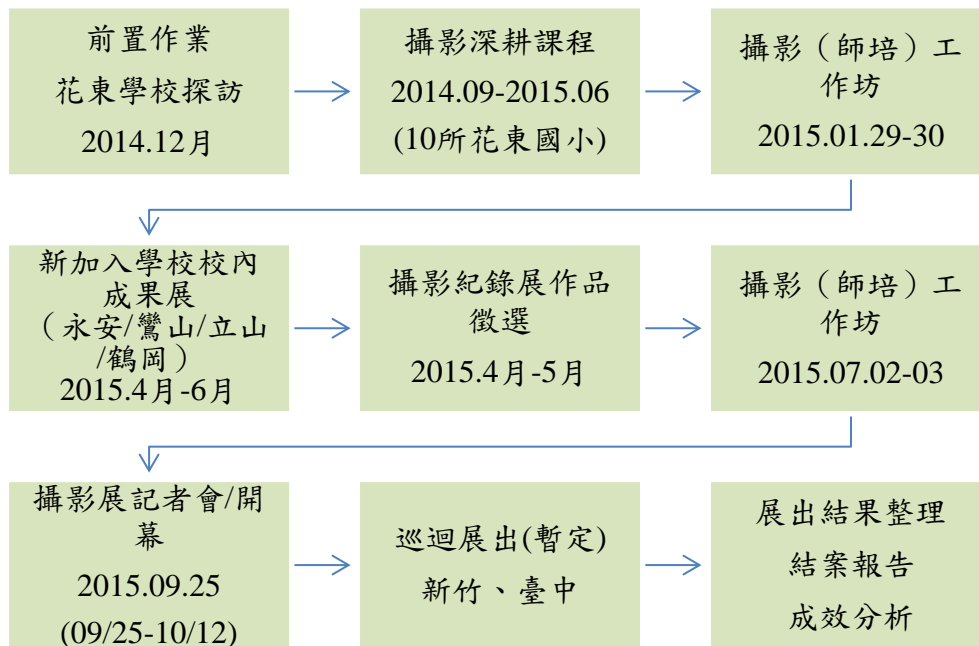 前置作業
花東學校探訪
2014.12月
攝影深耕課程
2014.09-2015.06
(10所花東國小)
攝影（師培）工
作坊
2015.01.29-30
新加入學校校內
成果展
（永安/鸞山/立山
/鶴岡）
2015.4月-6月
攝影紀錄展作品
徵選
2015.4月-5月
攝影（師培）工
作坊
2015.07.02-03
攝影展記者會/開
幕
2015.09.25
(09/25-10/12)
巡迴展出(暫定)
新竹、臺中
展出結果整理
結案報告
成效分析